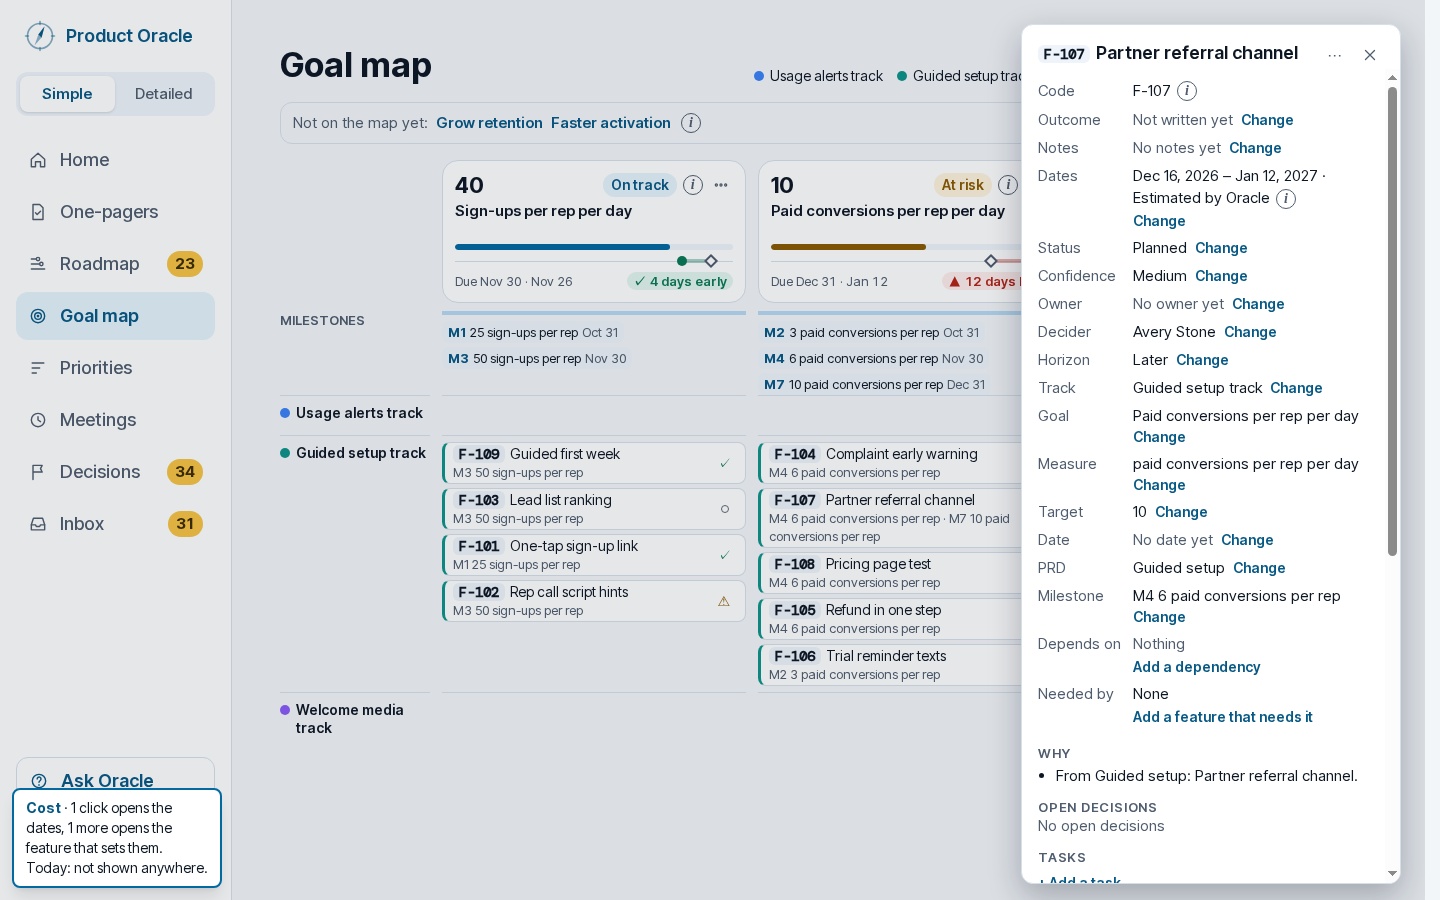 Product Oracle
Simple
Detailed
Home
One-pagers
Roadmap 23
Goal map
Priorities
Meetings
Decisions 34
Inbox 31
Ask Oracle
Cost · 1 click opens the
dates, 1 more opens the
feature that sets them.
Today: not shown anywhere.
Goal map
Usage alerts track
Guided setup
Not on the map yet: Grow retention Faster activation i
40 On track i
Sign-ups per rep per day
Due Nov 30 · Nov 26 ✓ 4 days early
10 At risk i
Paid conversions per rep per day
Due Dec 31 · Jan 12 ▲ 12 days
MILESTONES
M1 25 sign-ups per rep Oct 31
M3 50 sign-ups per rep Nov 30
M2 3 paid conversions per rep Oct 31
M4 6 paid conversions per rep Nov 30
M7 10 paid conversions per rep Dec 31
Usage alerts track
Guided setup track
F-109 Guided first week
M3 50 sign-ups per rep
F-103 Lead list ranking
M3 50 sign-ups per rep
F-101 One-tap sign-up link
M1 25 sign-ups per rep
F-102 Rep call script hints
M3 50 sign-ups per rep
F-104 Complaint early warning
M4 6 paid conversions per rep
F-107 Partner referral channel
M4 6 paid conversions per rep · M7 10 paid
conversions per rep
F-108 Pricing page test
M4 6 paid conversions per rep
F-105 Refund in one step
M4 6 paid conversions per rep
F-106 Trial reminder texts
M2 3 paid conversions per rep
Welcome media
track
F-107 Partner referral channel
Code F-107 i
Outcome Not written yet Change
Notes No notes yet Change
Dates Dec 16, 2026 – Jan 12, 2027 ·
Estimated by Oracle i
Change
Status Planned Change
Confidence Medium Change
Owner No owner yet Change
Decider Avery Stone Change
Horizon Later Change
Track Guided setup track Change
Goal Paid conversions per rep per day
Change
Measure paid conversions per rep per day
Change
Target 10 Change
Date No date yet Change
PRD Guided setup Change
Milestone M4 6 paid conversions per rep
Change
Depends on Nothing
Add a dependency
Needed by None
Add a feature that needs it
WHY
• From Guided setup: Partner referral channel.
OPEN DECISIONS
No open decisions
TASKS
+ Add a task